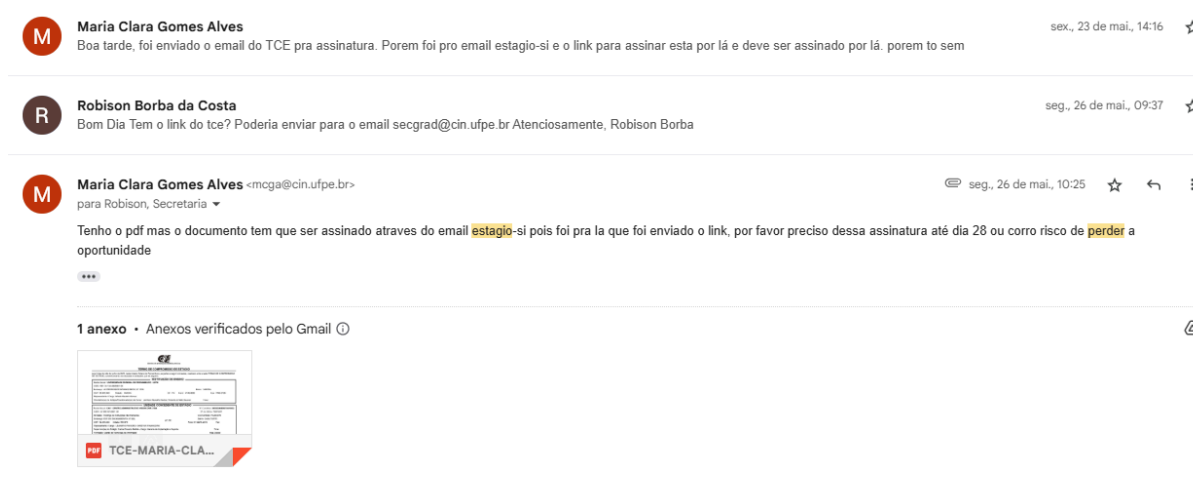 M
Maria Clara Gomes Alves
sex., 23 de mai., 14:16
Boa tarde, foi enviado o email do TCE pra assinatura. Porem foi pro email estagio-si e o link para assinar esta por lá e deve ser assinado por lá. porem to sem
R
Robison Borba da Costa
seg., 26 de mai., 09:37
Bom Dia Tem o link do tce? Poderia enviar para o email secgrad@cin.ufpe.br Atenciosamente, Robison Borba
M
Maria Clara Gomes Alves <mcga@cin.ufpe.br>
seg., 26 de mai., 10:25
para Robison, Secretaria
Tenho o pdf mas o documento tem que ser assinado atraves do email estagio-si pois foi pra la que foi enviado o link, por favor preciso dessa assinatura até dia 28 ou corro risco de perder a
oportunidade
1 anexo • Anexos verificados pelo Gmail
TERMO DE COMPROMISSO DE ESTÁGIO
PDF TCE-MARIA-CLA...